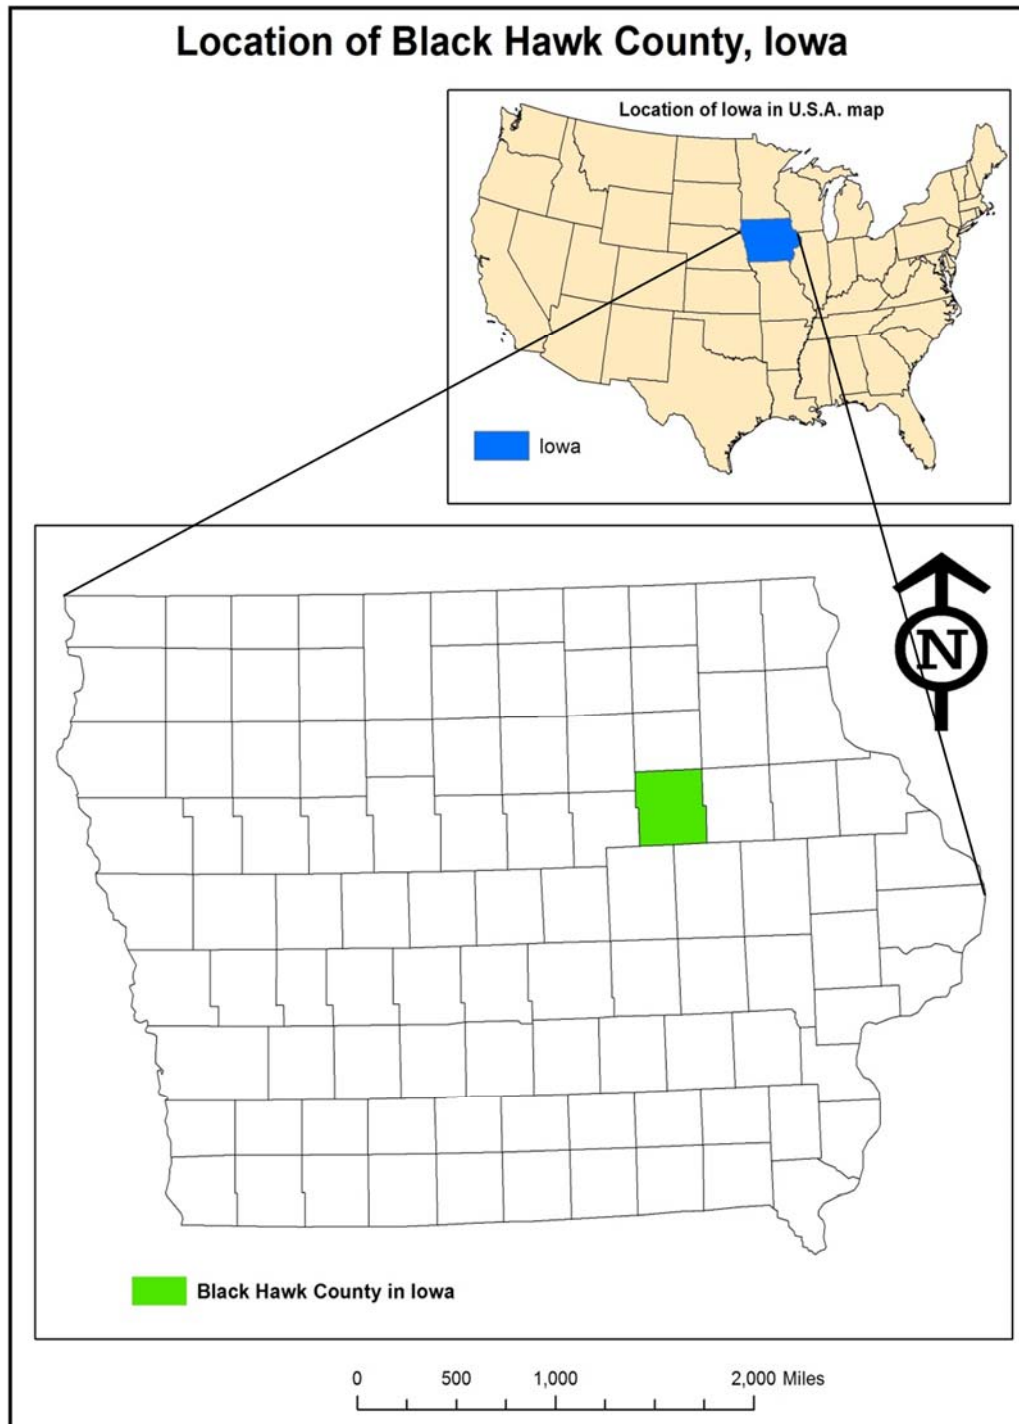 Location of Black Hawk County, Iowa
Location of Iowa in U.S.A. map
Iowa
N
Black Hawk County in Iowa
0 500 1,000 2,000 Miles